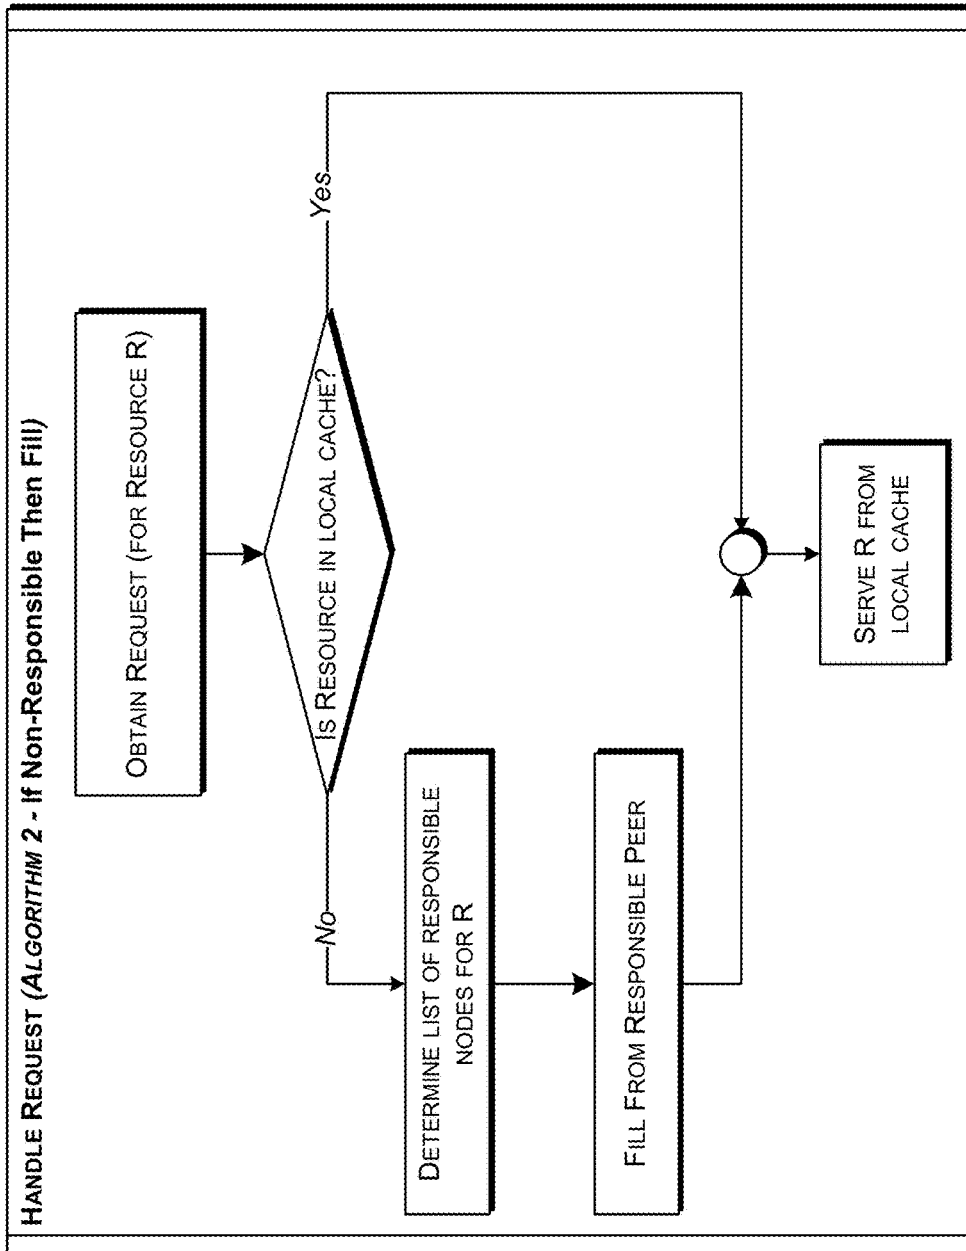 HANDLE REQUEST (ALGORITHM 2 - If Non-Responsible Then Fill)
OBTAIN REQUEST (FOR RESOURCE R)
IS RESOURCE IN LOCAL CACHE?
No
Yes
DETERMINE LIST OF RESPONSIBLE
NODES FOR R
FILL FROM RESPONSIBLE PEER
SERVE R FROM
LOCAL CACHE